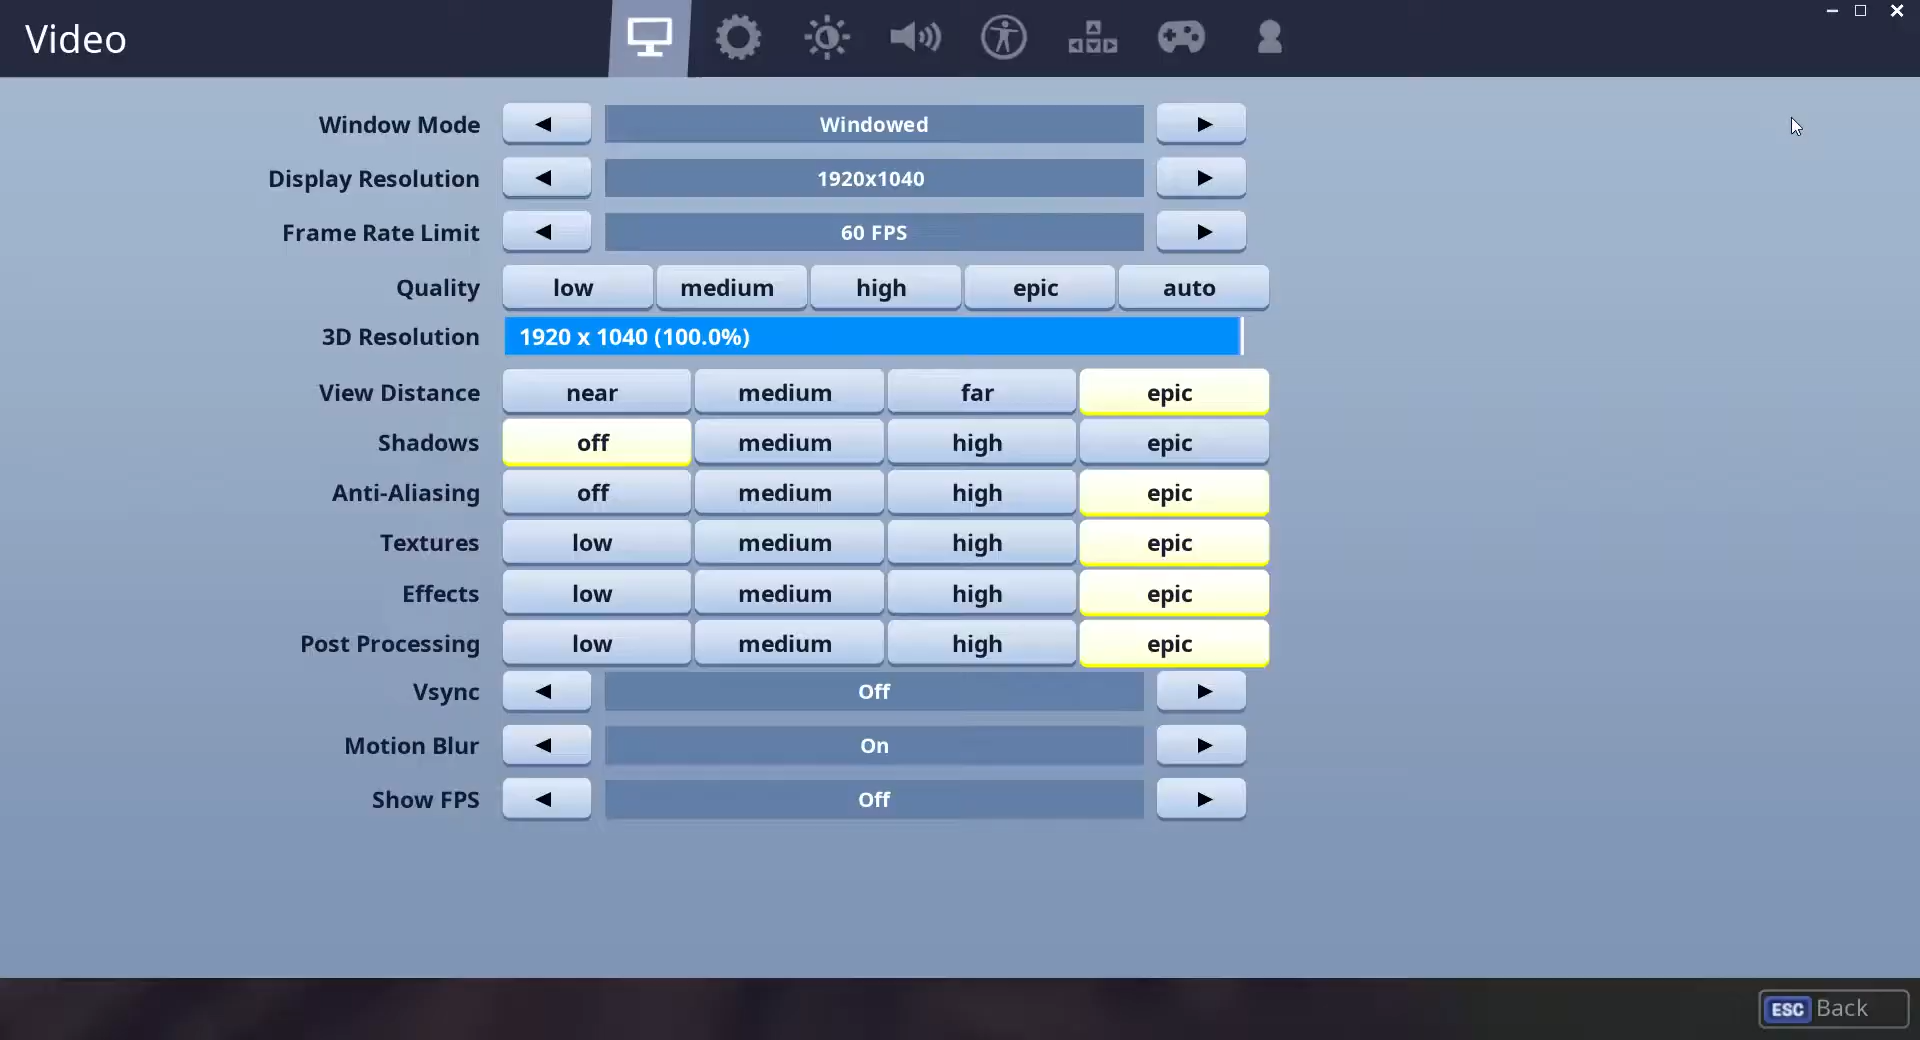 Video
Window Mode Windowed
Display Resolution 1920x1040
Frame Rate Limit 60 FPS
Quality low medium high epic auto
3D Resolution 1920 x 1040 (100.0%)
View Distance near medium far epic
Shadows off medium high epic
Anti-Aliasing off medium high epic
Textures low medium high epic
Effects low medium high epic
Post Processing low medium high epic
Vsync Off
Motion Blur On
Show FPS Off
ESC Back